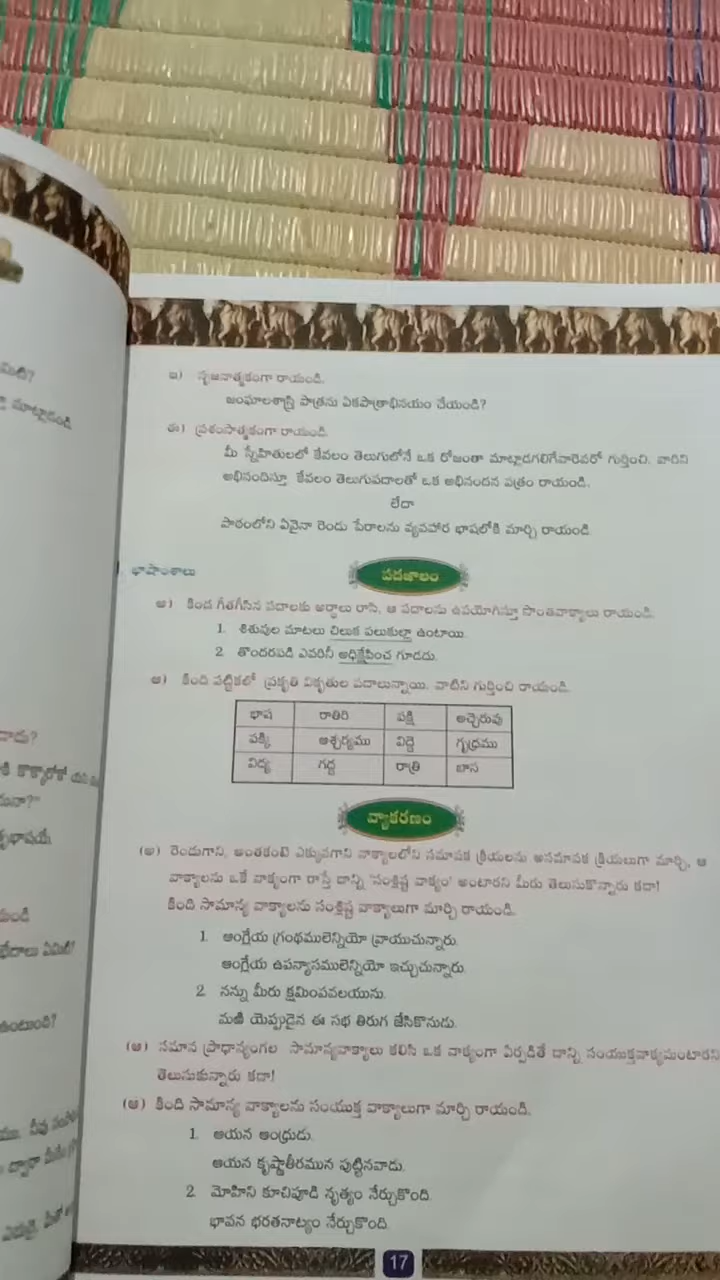 మిటి?
మాట్లాడండి
ఇ) సృజనాత్మకంగా రాయండి.
జంఘాలశాస్త్రి పాత్రను ఏకపాత్రాభినయం చేయండి?
ఈ) ప్రశంసాత్మకంగా రాయండి.
మీ స్నేహితులలో కేవలం తెలుగులోనే ఒక రోజంతా మాట్లాడగలిగేవారెవరో గుర్తించి, వారిని
అభినందిస్తూ, కేవలం తెలుగుపదాలతో ఒక అభినందన పత్రం రాయండి.
లేదా
పాఠంలోని ఏవైనా రెండు పేరాలను వ్యవహార భాషలోకి మార్చి రాయండి.
భాషాంశాలు
పదజాలం
అ) కింద గీతగీసిన పదాలకు అర్థాలు రాసి, ఆ పదాలను ఉపయోగిస్తూ సొంతవాక్యాలు రాయండి.
1. శిశువుల మాటలు చిలుక పలుకుల్లా ఉంటాయి.
2. తొందరపడి ఎవరినీ అధిక్షేపించ గూడదు.
ఆ) కింది పట్టికలో ప్రకృతి వికృతుల పదాలున్నాయి. వాటిని గుర్తించి రాయండి.
భాష రాతిరి పక్షి అచ్చెరువు
పక్కి ఆశ్చర్యము విద్దె గృధ్రము
విద్య గద్ద రాత్రి బాస
వ్యాకరణం
(అ) రెండుగాని, అంతకంటె ఎక్కువగాని వాక్యాలలోని సమాపక క్రియలను అసమాపక క్రియలుగా మార్చి, ఆ
వాక్యాలను ఒకే వాక్యంగా రాస్తే దాన్ని 'సంశ్లిష్ట వాక్యం' అంటారని మీరు తెలుసుకొన్నారు కదా!
కింది సామాన్య వాక్యాలను సంశ్లిష్ట వాక్యాలుగా మార్చి రాయండి.
1. ఆంగ్లేయ గ్రంథములెన్నియో వ్రాయుచున్నారు.
ఆంగ్లేయ ఉపన్యాసములెన్నియో ఇచ్చుచున్నారు.
2. నన్ను మీరు క్షమింపవలయును.
మఱి యెప్పుడైన ఈ సభ తిరుగ జేసికొనుడు.
(ఆ) సమాన ప్రాధాన్యంగల సామాన్యవాక్యాలు కలిసి ఒక వాక్యంగా ఏర్పడితే దాన్ని సంయుక్తవాక్యమంటారని
తెలుసుకున్నారు కదా!
(ఆ) కింది సామాన్య వాక్యాలను సంయుక్త వాక్యాలుగా మార్చి రాయండి.
1. ఆయన ఆంధ్రుడు.
ఆయన కృష్ణాతీరమున పుట్టినవాడు.
2. మోహిని కూచిపూడి నృత్యం నేర్చుకొంది.
భావన భరతనాట్యం నేర్చుకొంది.
17